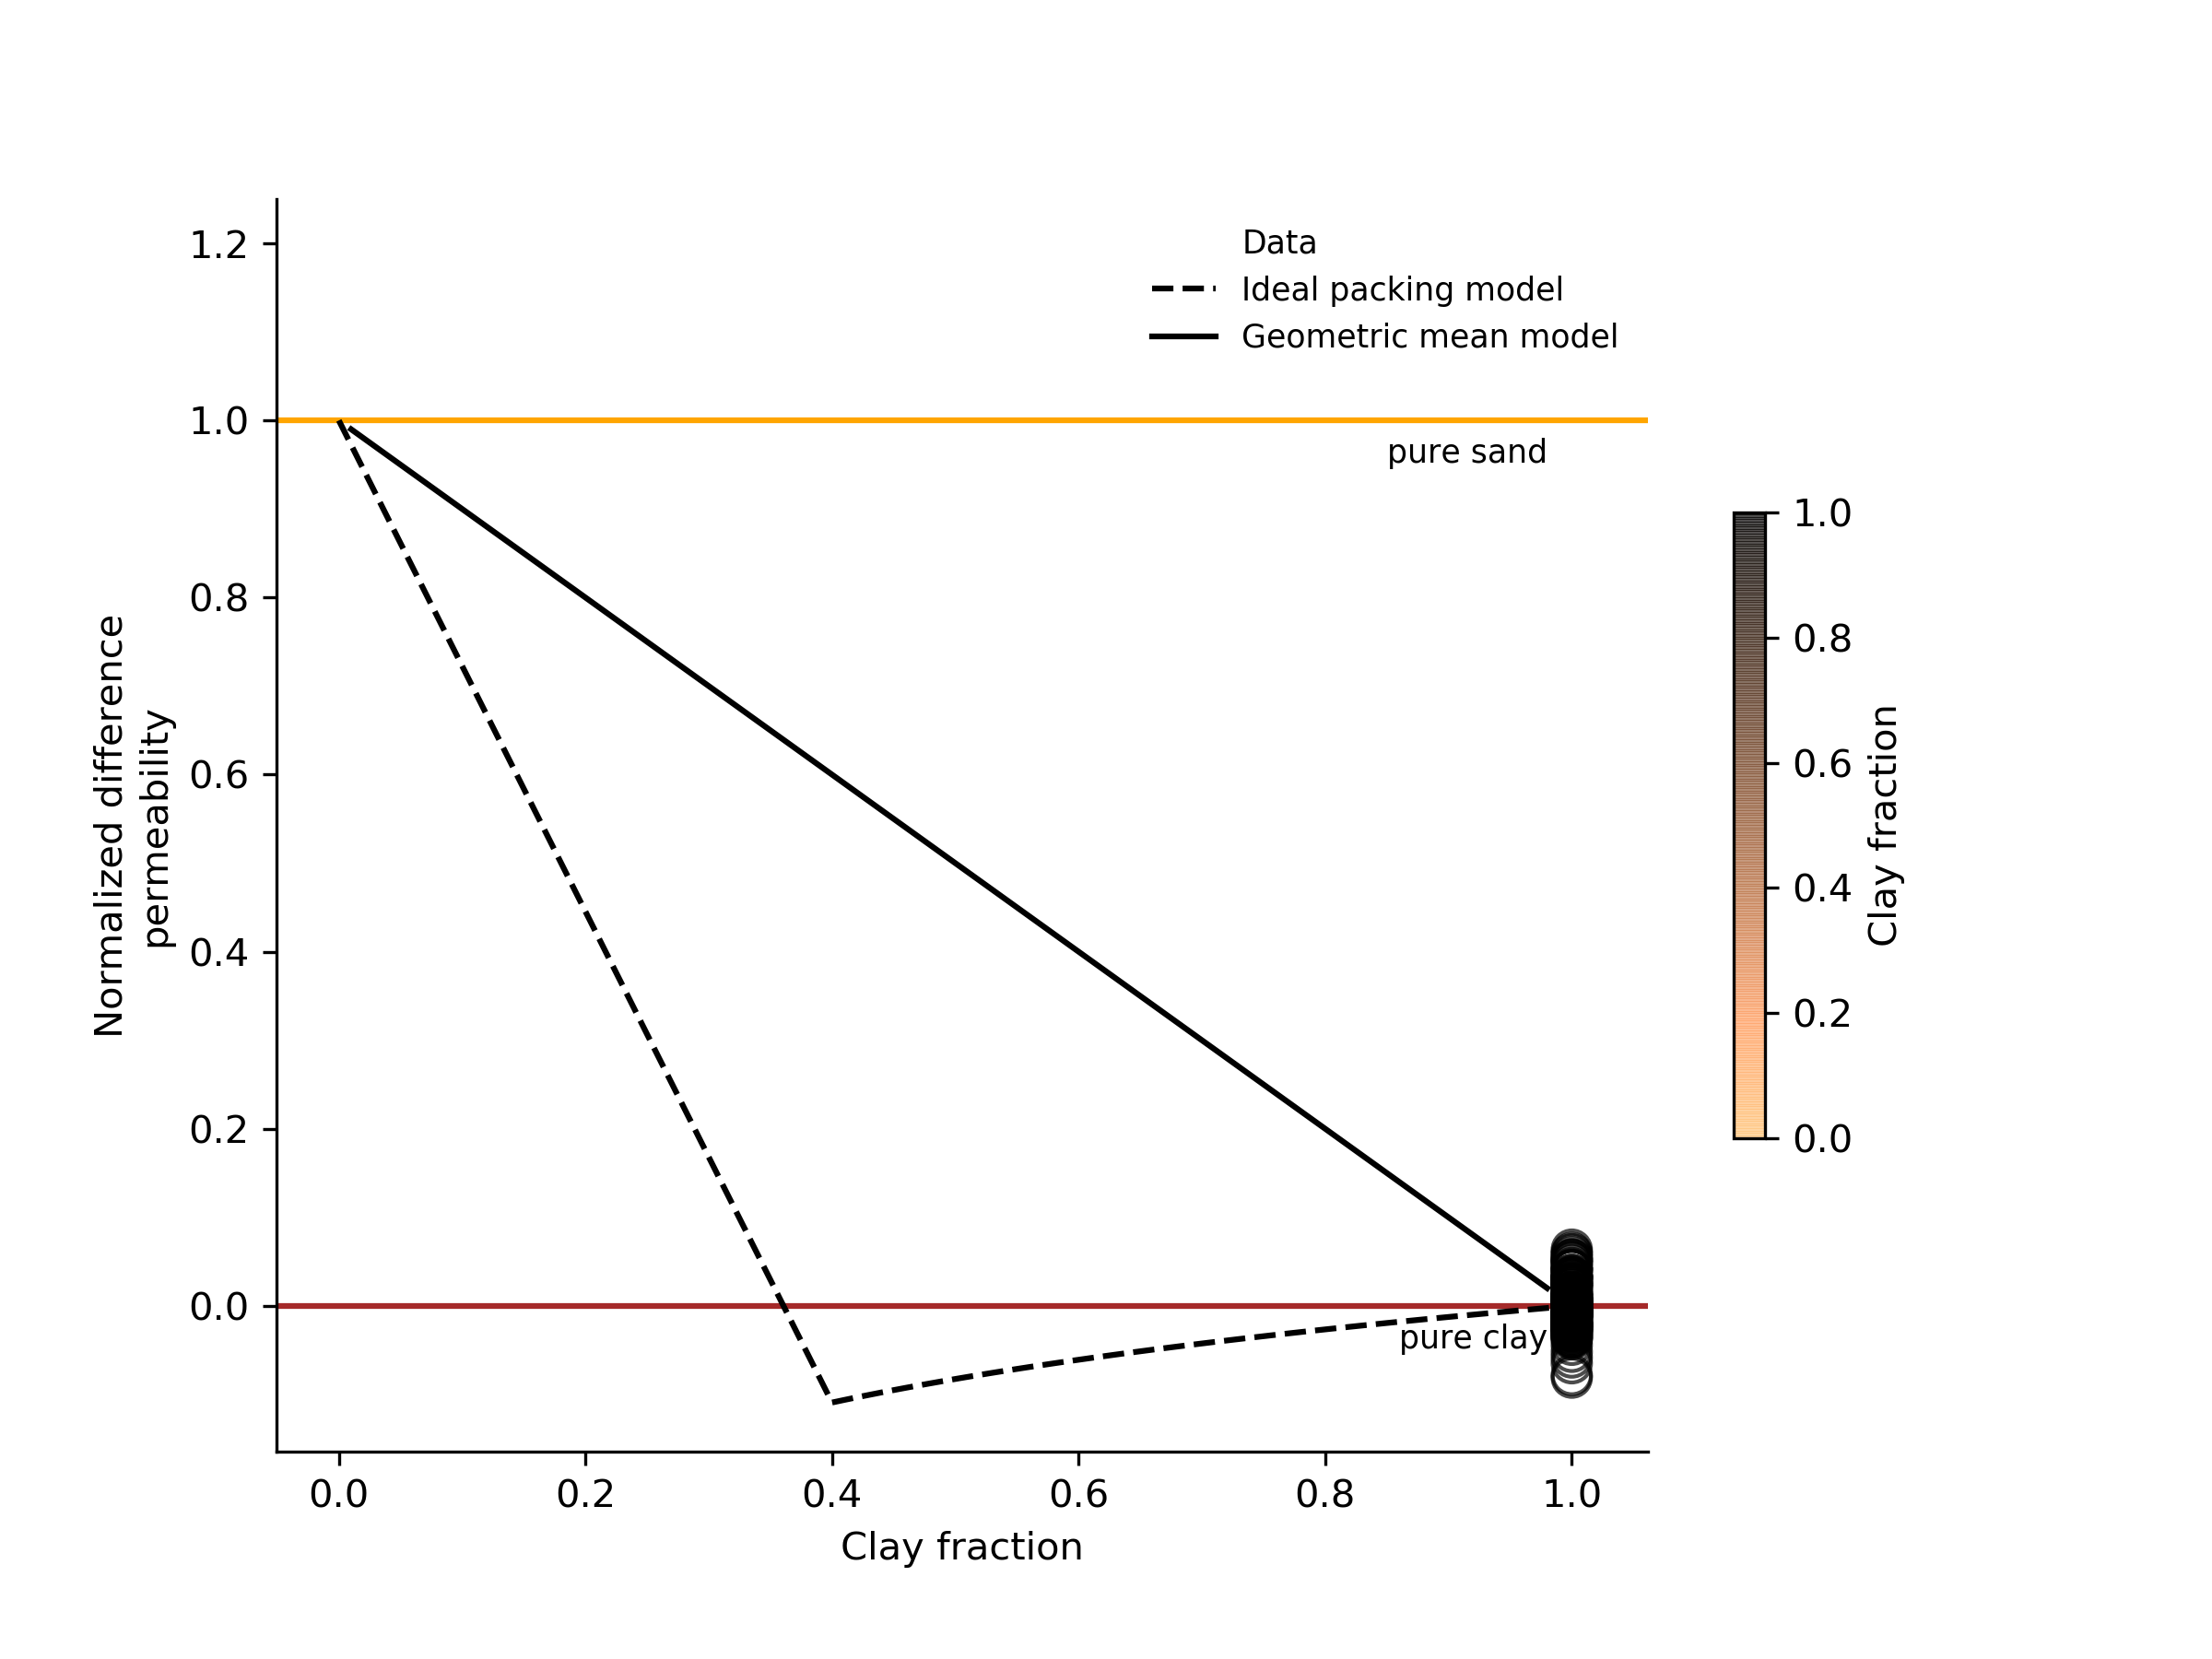 Data
Ideal packing model
Geometric mean model
1.2
1.0
0.8
0.6
0.4
0.2
0.0
Normalized difference
permeability
pure sand
pure clay
0.0
0.2
0.4
0.6
0.8
1.0
Clay fraction
1.0
0.8
0.6
0.4
0.2
0.0
Clay fraction